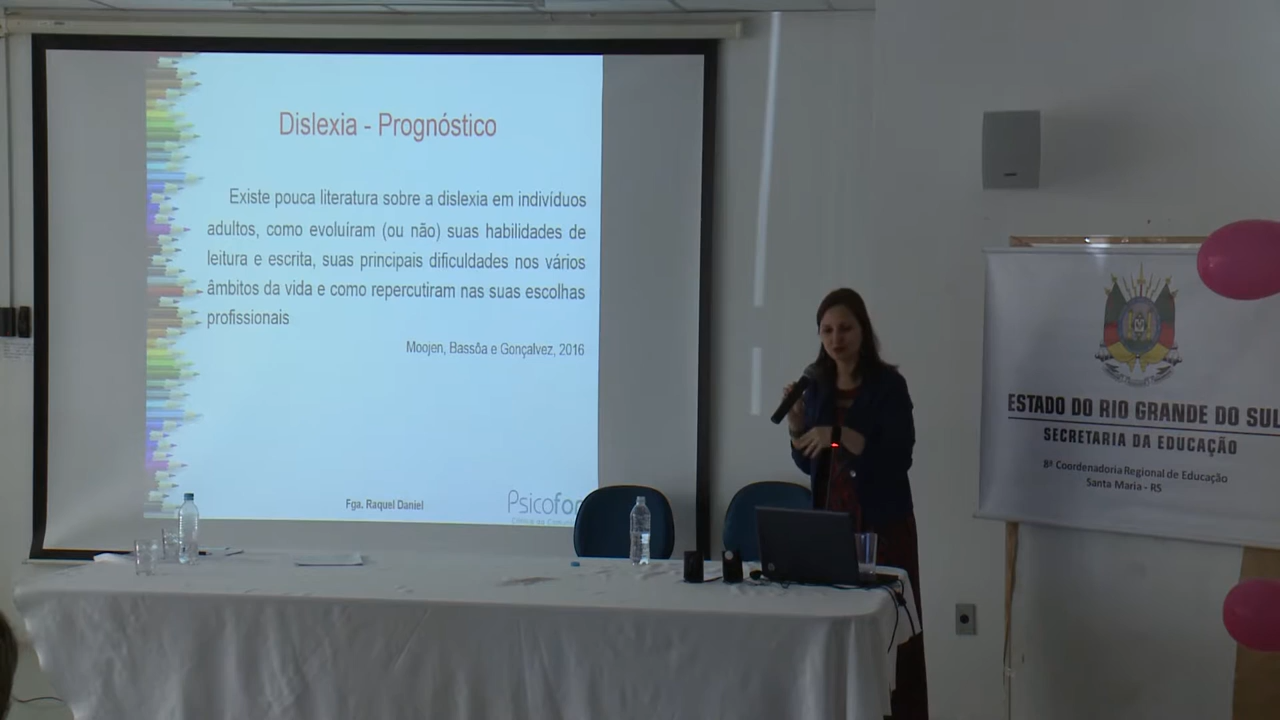 Dislexia - Prognóstico
Existe pouca literatura sobre a dislexia em indivíduos
adultos, como evoluíram (ou não) suas habilidades de
leitura e escrita, suas principais dificuldades nos vários
âmbitos da vida e como repercutiram nas suas escolhas
profissionais
Moojen, Bassôa e Gonçalvez, 2016
Fga. Raquel Daniel
Psicofor
ESTADO DO RIO GRANDE DO SUL
SECRETARIA DA EDUCAÇÃO
8ª Coordenadoria Regional de Educação
Santa Maria - RS